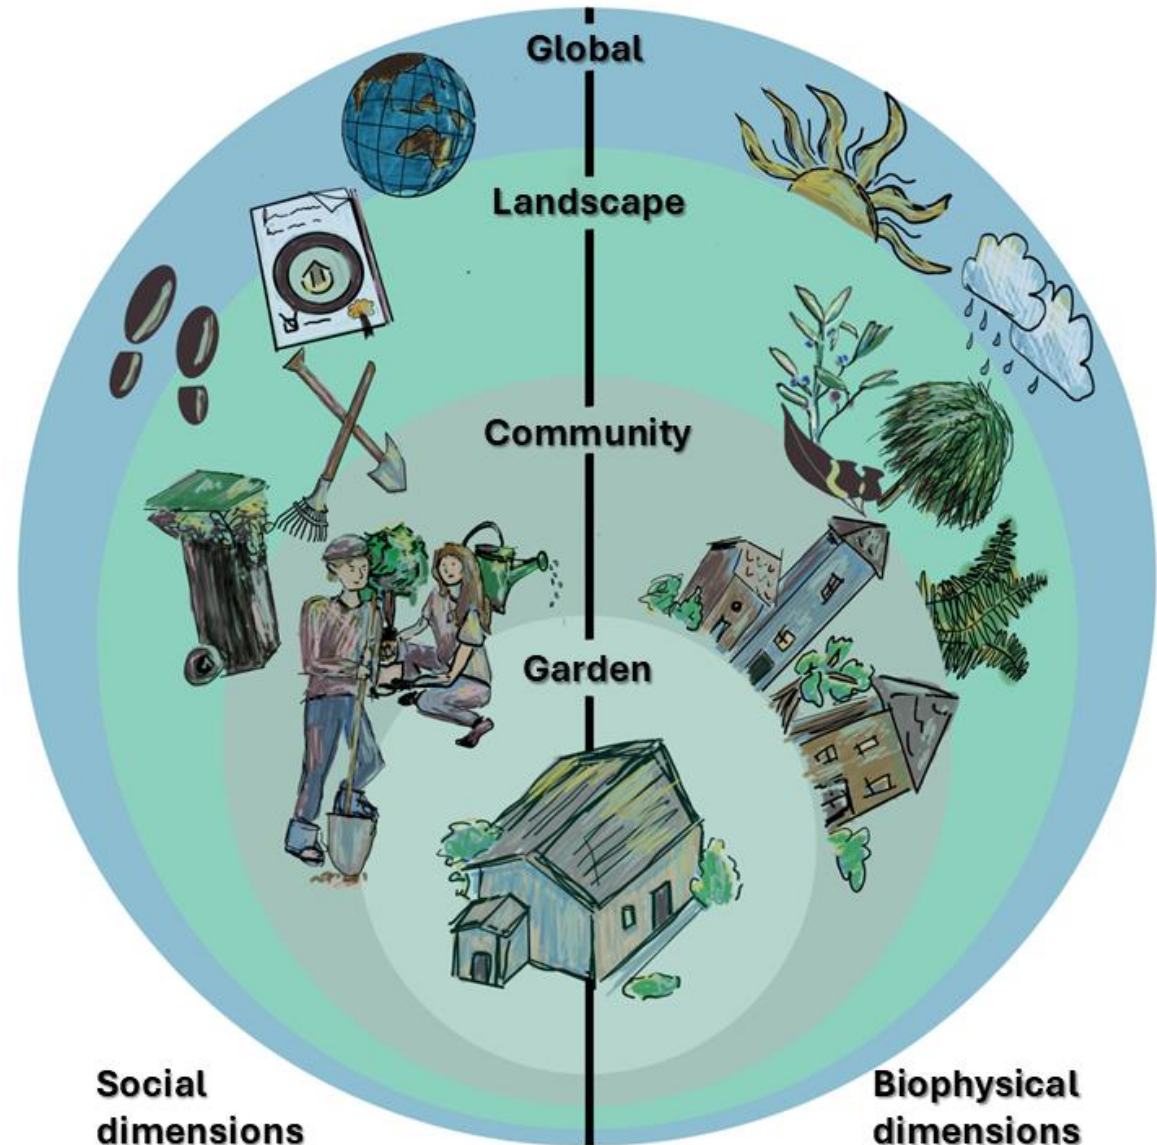 Global
Landscape
Community
Garden
Social
dimensions
Biophysical
dimensions